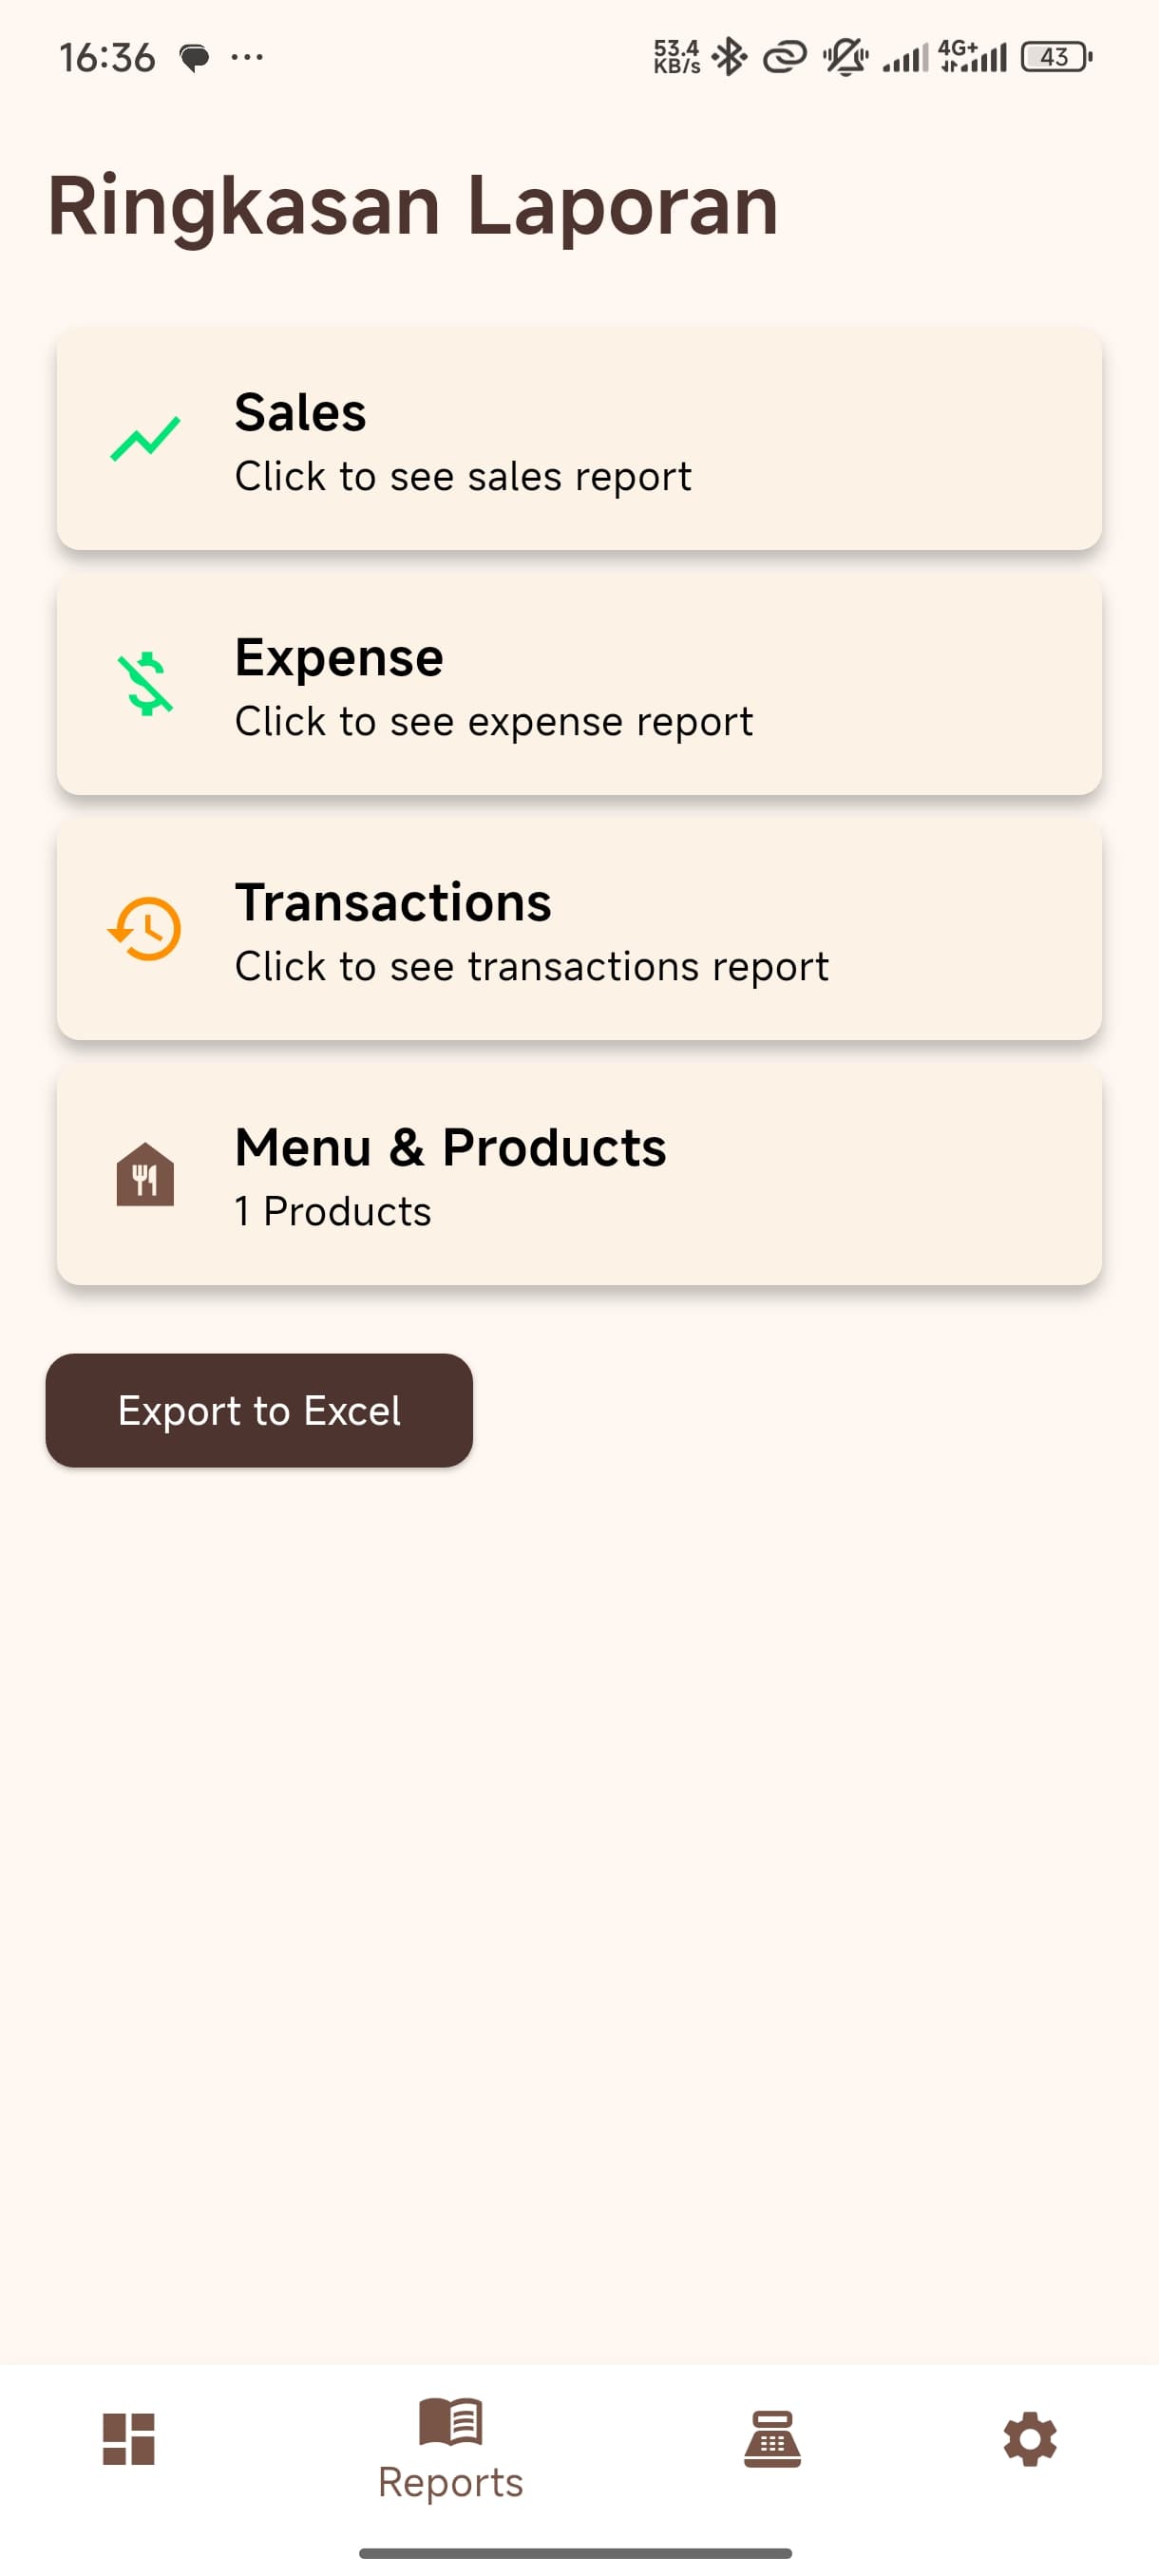 16:36
53.4
KB/s
4G+
43
Ringkasan Laporan
Sales
Click to see sales report
Expense
Click to see expense report
Transactions
Click to see transactions report
Menu & Products
1 Products
Export to Excel
Reports